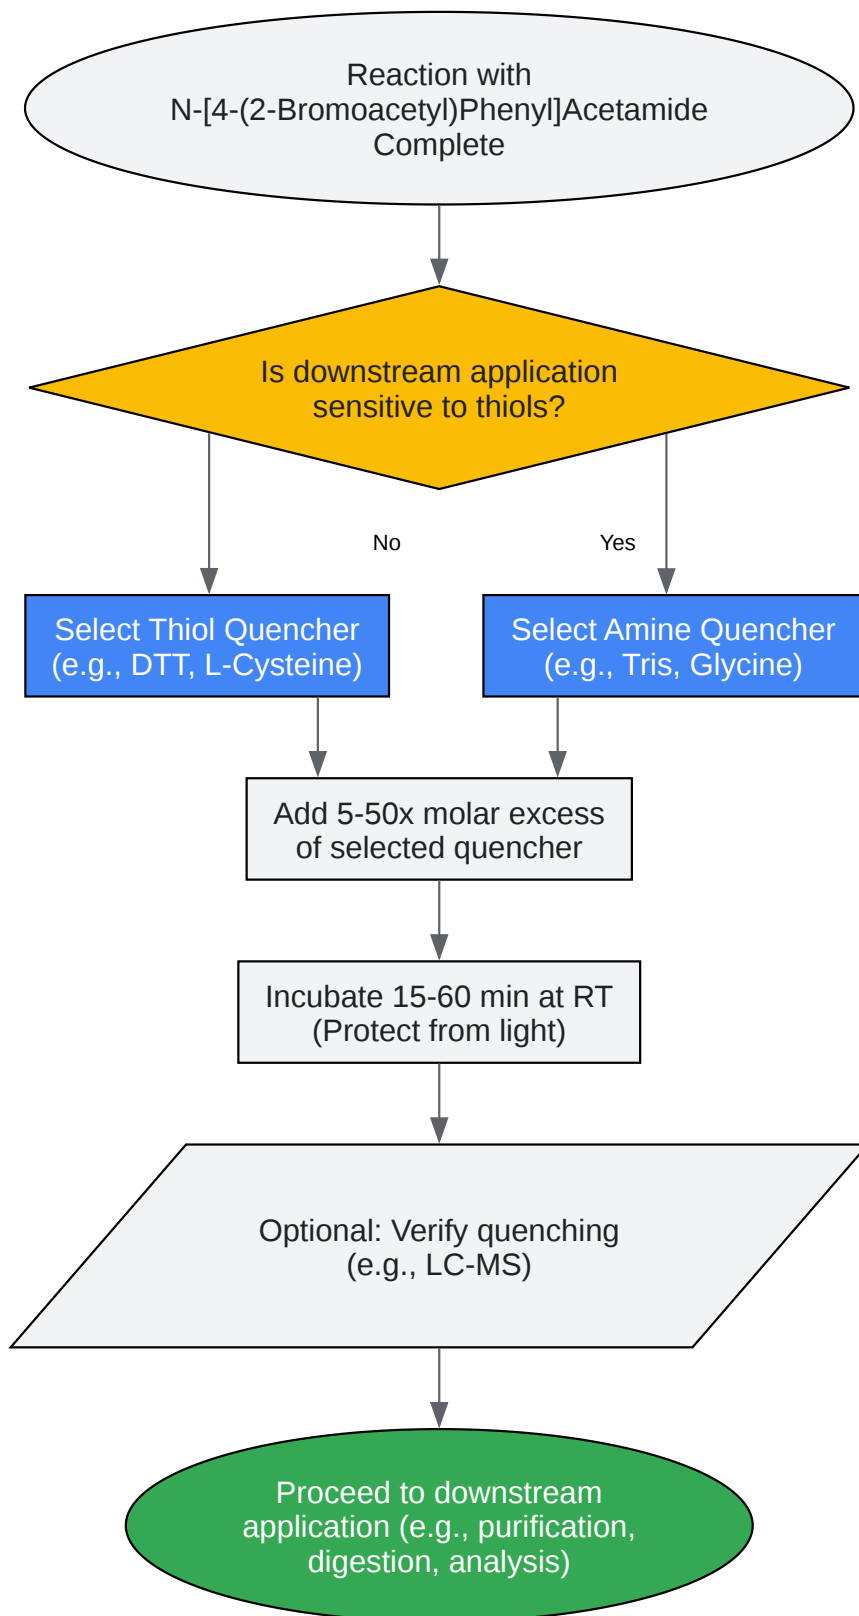 Reaction with
N-[4-(2-Bromoacetyl)Phenyl]Acetamide
Complete
Is downstream application
sensitive to thiols?
No
Yes
Select Thiol Quencher
(e.g., DTT, L-Cysteine)
Select Amine Quencher
(e.g., Tris, Glycine)
Add 5-50x molar excess
of selected quencher
Incubate 15-60 min at RT
(Protect from light)
Optional: Verify quenching
(e.g., LC-MS)
Proceed to downstream
application (e.g., purification,
digestion, analysis)